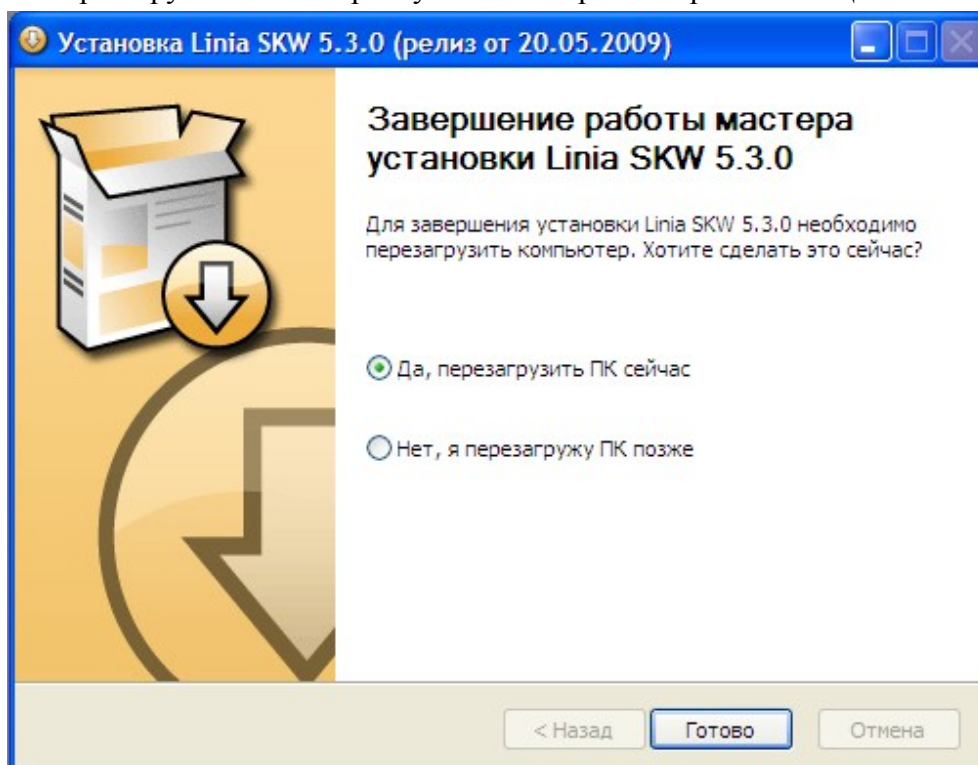 Установка Linia SKW 5.3.0 (релиз от 20.05.2009)
Завершение работы мастера
установки Linia SKW 5.3.0
Для завершения установки Linia SKW 5.3.0 необходимо
перезагрузить компьютер. Хотите сделать это сейчас?
Да, перезагрузить ПК сейчас
Нет, я перезагружу ПК позже
< Назад Готово Отмена